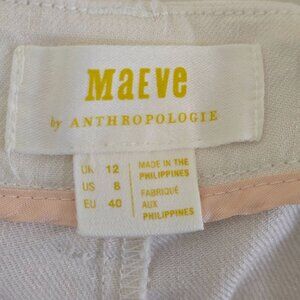 MaEVe
by ANTHROPOLOGIE
UK 12
US 8
EU 40
MADE IN THE
PHILIPPINES
FABRIQUÉ
AUX
PHILIPPINES